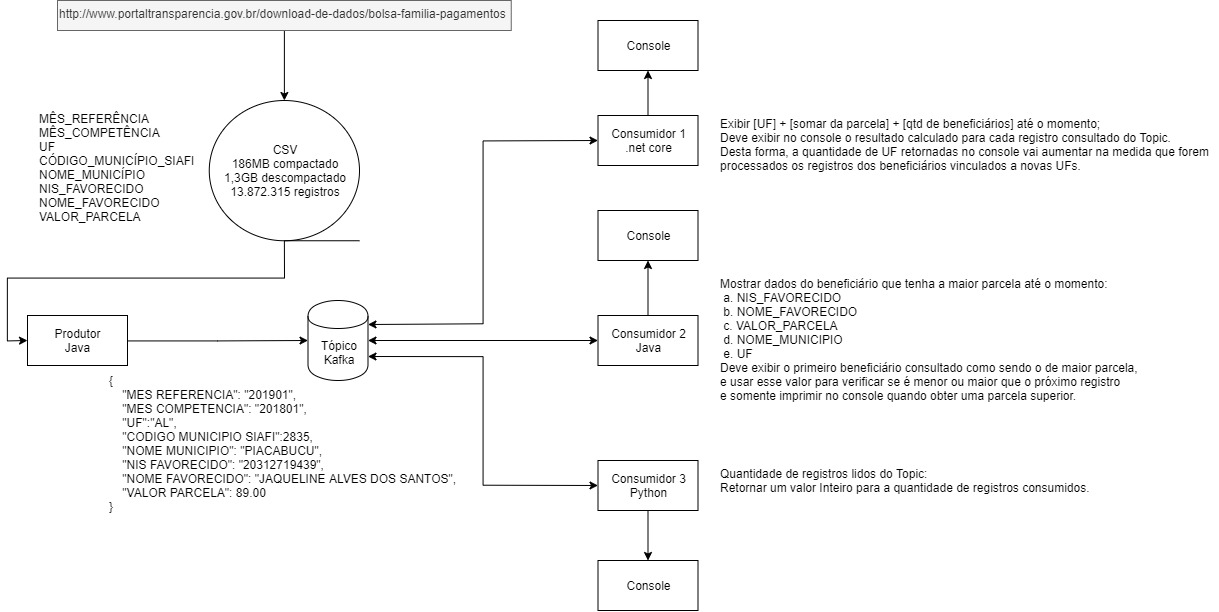 http://www.portaltransparencia.gov.br/download-de-dados/bolsa-familia-pagamentos
MÊS_REFERÊNCIA
MÊS_COMPETÊNCIA
UF
CÓDIGO_MUNICÍPIO_SIAFI
NOME_MUNICÍPIO
NIS_FAVORECIDO
NOME_FAVORECIDO
VALOR_PARCELA
CSV
186MB compactado
1,3GB descompactado
13.872.315 registros
Produtor
Java
{
"MES REFERENCIA": "201901",
"MES COMPETENCIA": "201801",
"UF":"AL",
"CODIGO MUNICIPIO SIAFI":2835,
"NOME MUNICIPIO": "PIACABUCU",
"NIS FAVORECIDO": "20312719439",
"NOME FAVORECIDO": "JAQUELINE ALVES DOS SANTOS",
"VALOR PARCELA": 89.00
}
Tópico
Kafka
Console
Consumidor 1
.net core
Exibir [UF] + [somar da parcela] + [qtd de beneficiários] até o momento;
Deve exibir no console o resultado calculado para cada registro consultado do Topic.
Desta forma, a quantidade de UF retornadas no console vai aumentar na medida que forem
processados os registros dos beneficiários vinculados a novas UFs.
Console
Consumidor 2
Java
Mostrar dados do beneficiário que tenha a maior parcela até o momento:
a. NIS_FAVORECIDO
b. NOME_FAVORECIDO
c. VALOR_PARCELA
d. NOME_MUNICIPIO
e. UF
Deve exibir o primeiro beneficiário consultado como sendo o de maior parcela,
e usar esse valor para verificar se é menor ou maior que o próximo registro
e somente imprimir no console quando obter uma parcela superior.
Consumidor 3
Python
Quantidade de registros lidos do Topic:
Retornar um valor Inteiro para a quantidade de registros consumidos.
Console